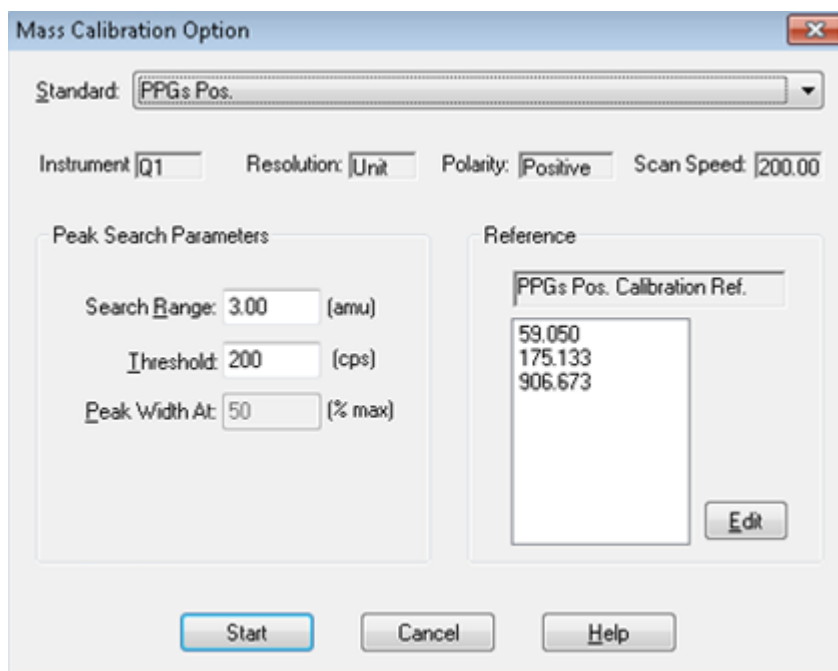 Mass Calibration Option
Standard: PPGs Pos.
Instrument Q1 Resolution: Unit Polarity: Positive Scan Speed: 200.00
Peak Search Parameters
Search Range: 3.00 (amu)
Threshold: 200 (cps)
Peak Width At: 50 (% max)
Reference
PPGs Pos. Calibration Ref.
59.050
175.133
906.673
Edit
Start Cancel Help